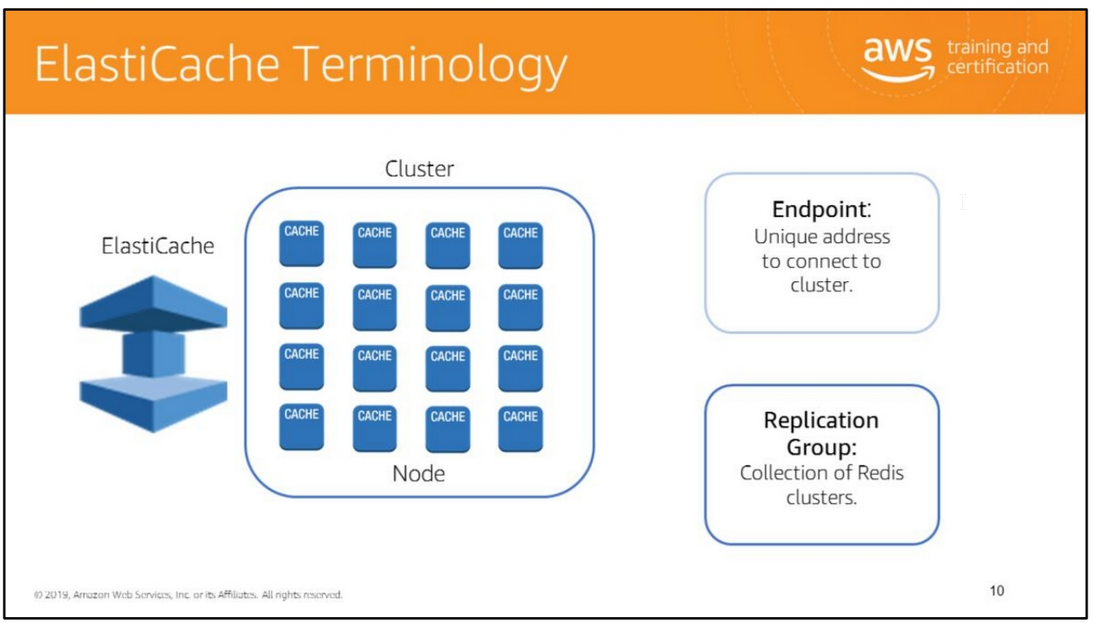 ElastiCache Terminology
aws training and
certification
Cluster
ElastiCache
CACHE CACHE CACHE CACHE
CACHE CACHE CACHE CACHE
CACHE CACHE CACHE CACHE
CACHE CACHE CACHE CACHE
Node
Endpoint:
Unique address
to connect to
cluster.
Replication
Group:
Collection of Redis
clusters.
© 2019, Amazon Web Services, Inc. or its Affiliates. All rights reserved.
10